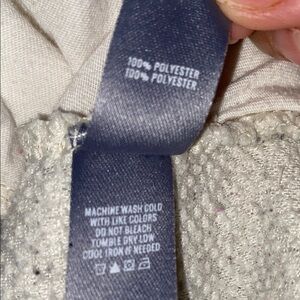 100% POLYESTER
100% POLYESTER
MACHINE WASH COLD
WITH LIKE COLORS
DO NOT BLEACH
TUMBLE DRY LOW
COOL IRON IF NEEDED